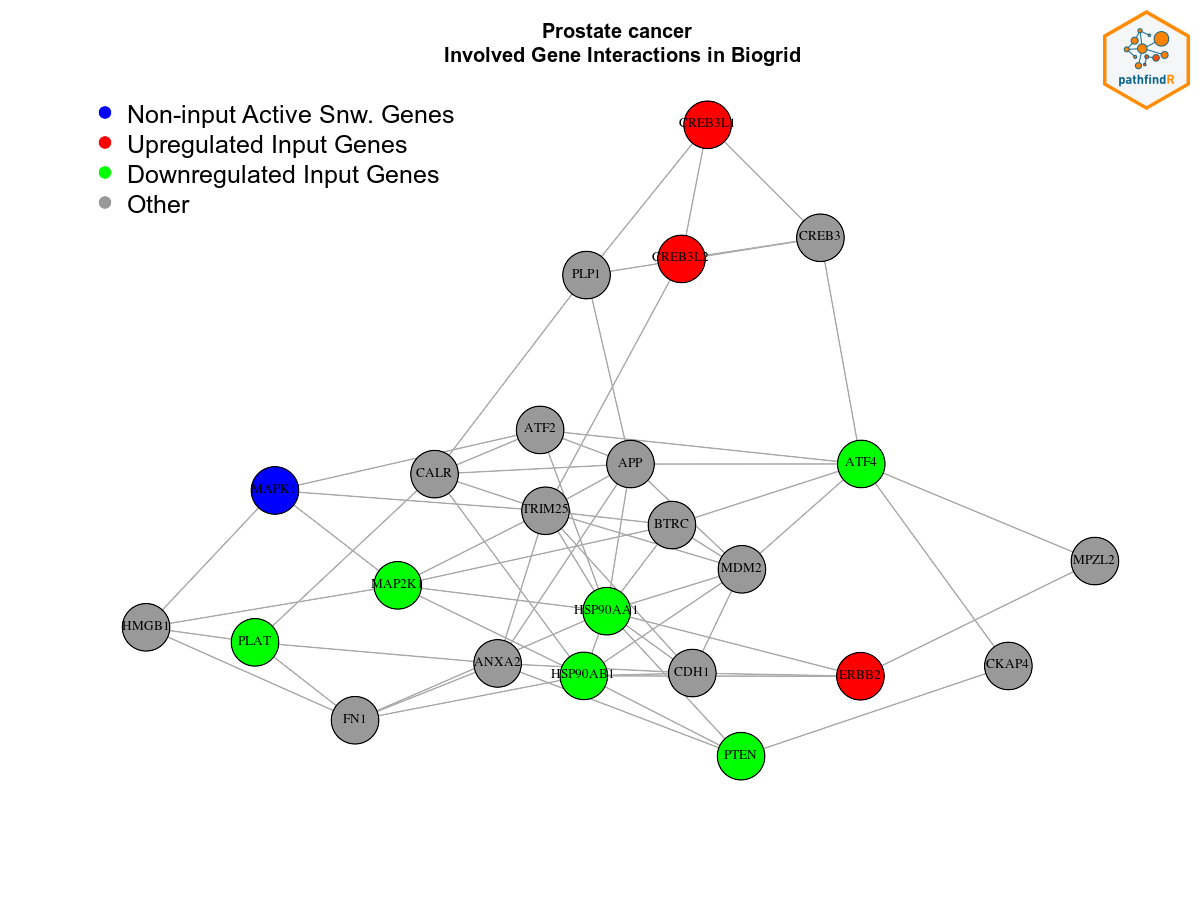 Prostate cancer
Involved Gene Interactions in Biogrid
pathfindR
Non-input Active Snw. Genes
Upregulated Input Genes
Downregulated Input Genes
Other
CREB3L1
CREB3
CREB3L2
PLP1
ATF2
APP
ATF4
CALR
MAPK1
TRIM25
BTRC
MPZL2
MDM2
MAP2K1
HSP90AA1
HMGB1
PLAT
ANXA2
CKAP4
HSP90AB1
CDH1
ERBB2
FN1
PTEN